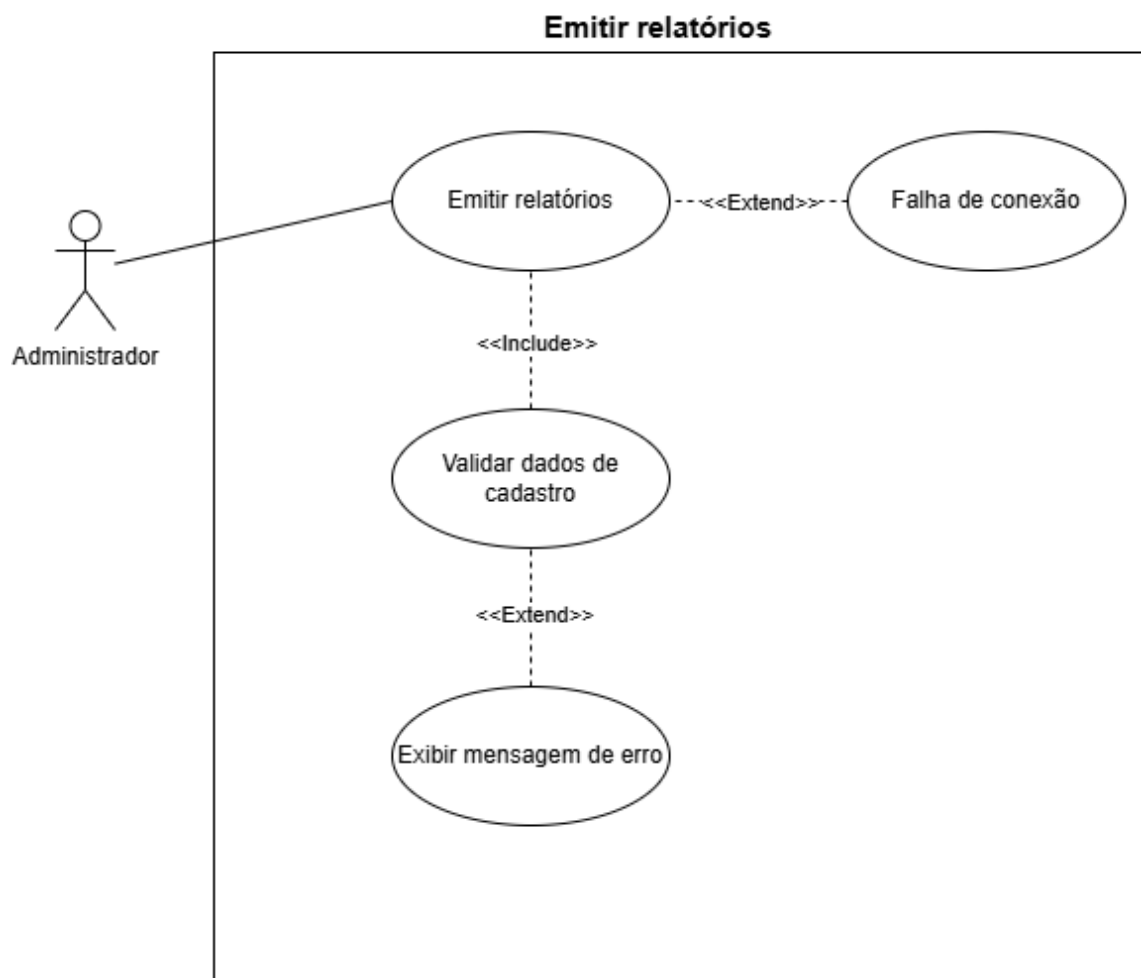 Emitir relatórios
Emitir relatórios
<<Extend>>
Falha de conexão
Administrador
<<Include>>
Validar dados de
cadastro
<<Extend>>
Exibir mensagem de erro